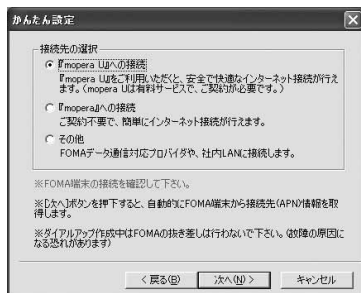 かんたん設定
接続先の選択
『mopera U』への接続
『mopera U』をご利用いただくと、安全で快適なインターネット接続が行え
ます。(mopera Uは有料サービスで、ご契約が必要です。)
『mopera』への接続
ご契約不要で、簡単にインターネット接続が行えます。
その他
FOMAデータ通信対応プロバイダや、社内LANに接続します。
※FOMA端末の接続を確認して下さい。
※[次へ]ボタンを押下すると、自動的にFOMA端末から接続先(APN)情報を取
得します。
※ダイアルアップ作成中はFOMAの抜き差しは行わないで下さい。(故障の原因に
なる恐れがあります)
< 戻る(B)
次へ(N) >
キャンセル